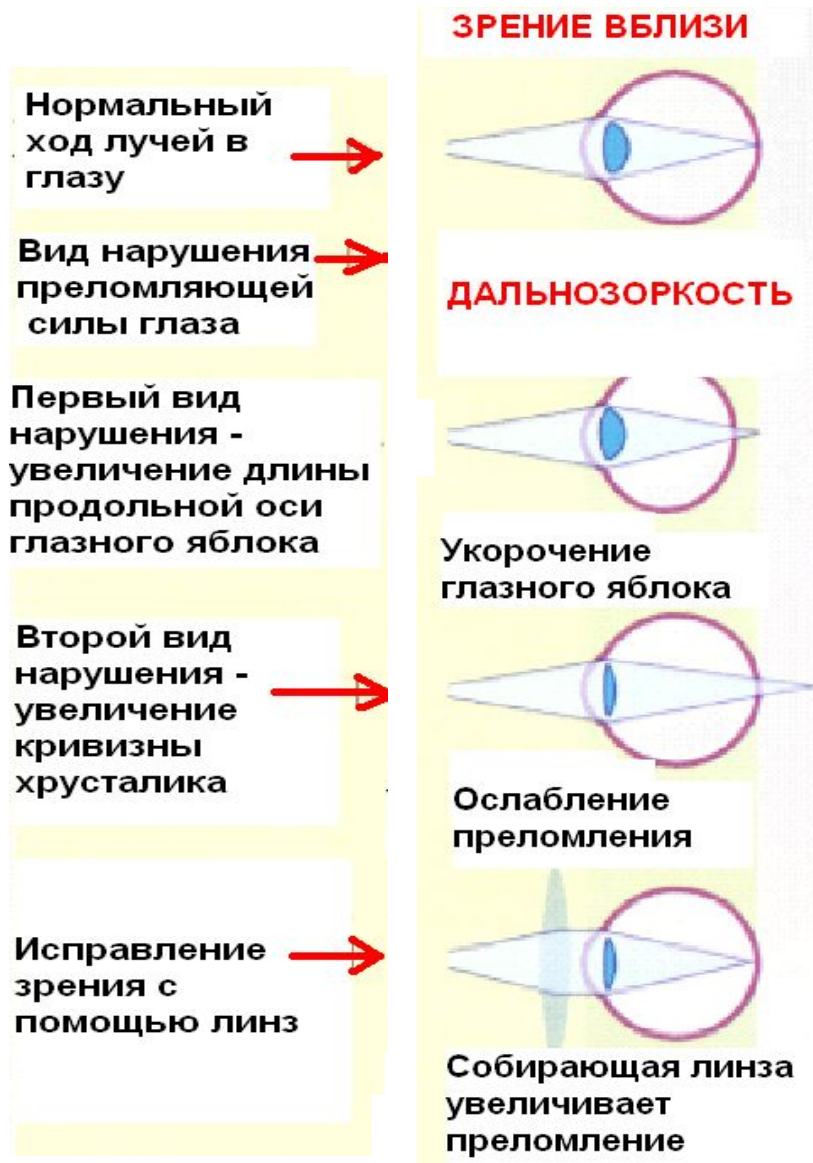 ЗРЕНИЕ ВБЛИЗИ
Нормальный
ход лучей в
глазу
Вид нарушения
преломляющей
силы глаза
ДАЛЬНОЗОРКОСТЬ
Первый вид
нарушения -
увеличение длины
продольной оси
глазного яблока
Укорочение
глазного яблока
Второй вид
нарушения -
увеличение
кривизны
хрусталика
Ослабление
преломления
Исправление
зрения с
помощью линз
Собирающая линза
увеличивает
преломление